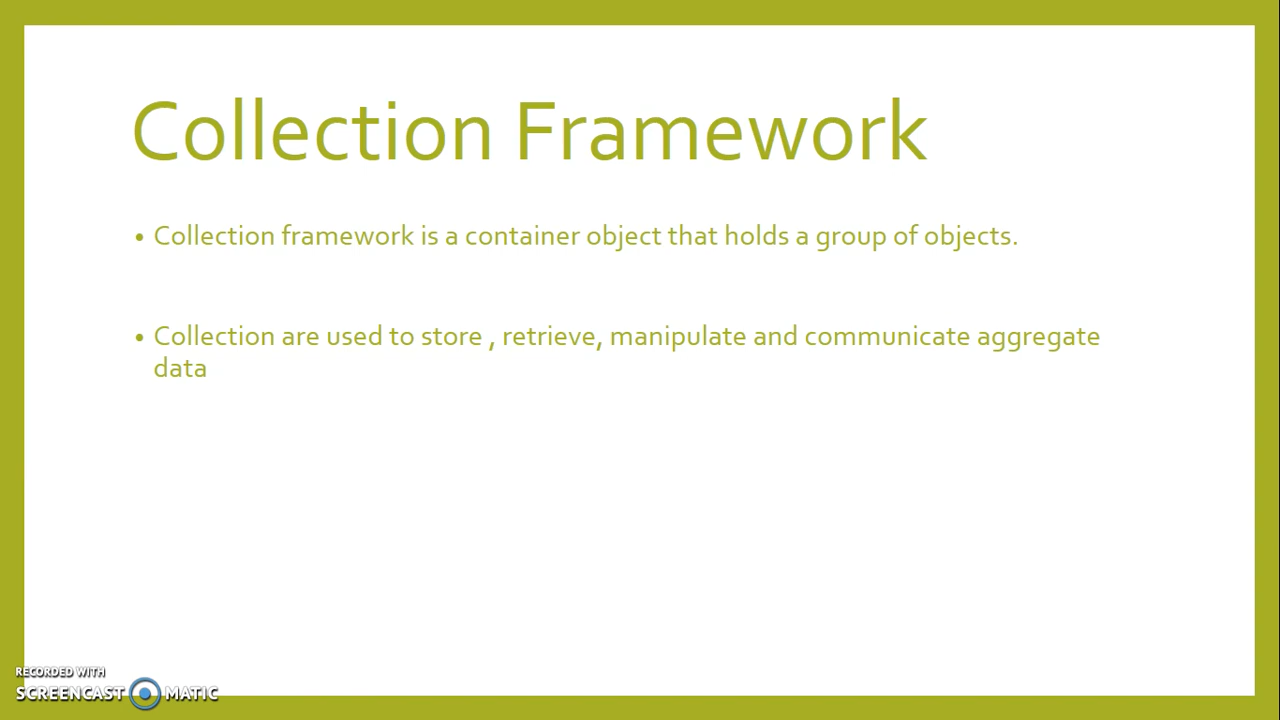 Collection Framework
• Collection framework is a container object that holds a group of objects.
• Collection are used to store , retrieve, manipulate and communicate aggregate
data
RECORDED WITH
SCREENCAST MATIC